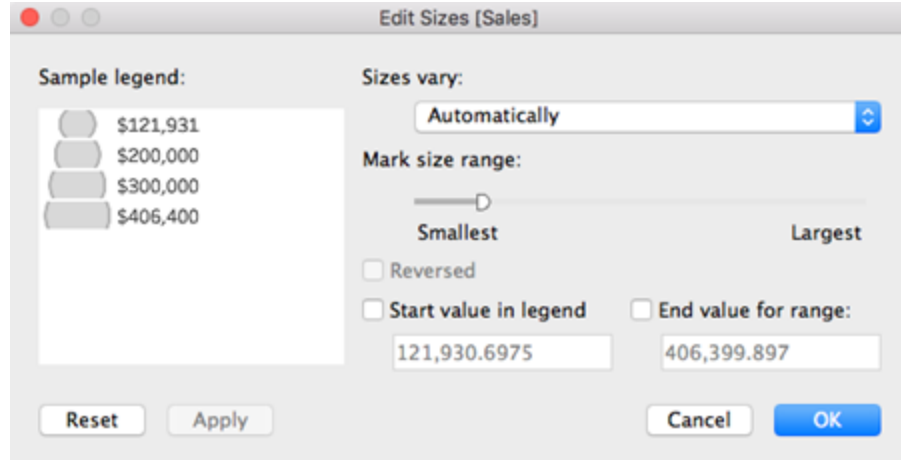 Edit Sizes [Sales]
Sample legend:
$121,931
$200,000
$300,000
$406,400
Sizes vary:
Automatically
Mark size range:
Smallest Largest
Reversed
Start value in legend End value for range:
121,930.6975 406,399.897
Reset Apply Cancel OK